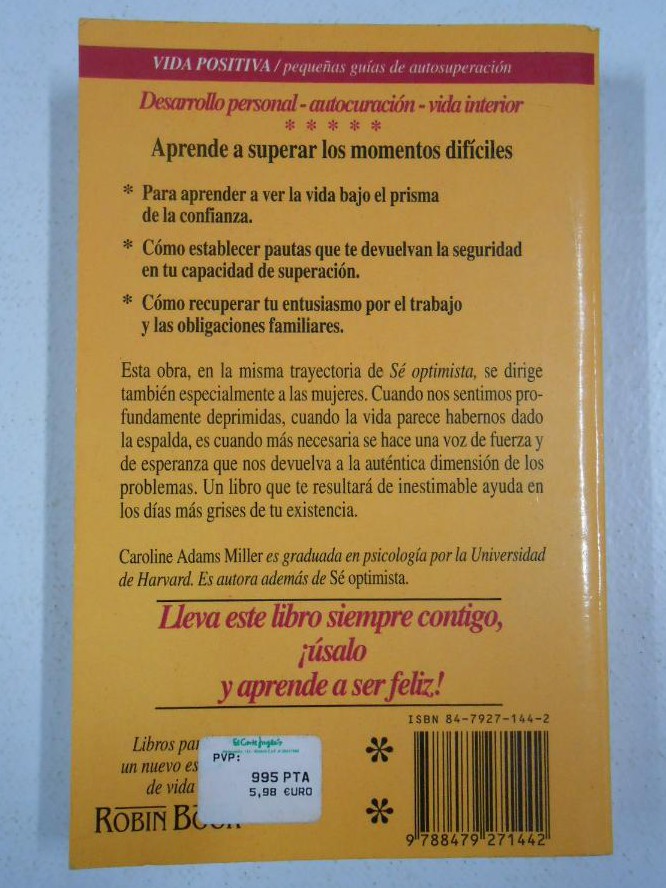 VIDA POSITIVA / pequeñas guías de autosuperación
Desarrollo personal - autocuración - vida interior
* * * * *
Aprende a superar los momentos difíciles
* Para aprender a ver la vida bajo el prisma
de la confianza.
* Cómo establecer pautas que te devuelvan la seguridad
en tu capacidad de superación.
* Cómo recuperar tu entusiasmo por el trabajo
y las obligaciones familiares.
Esta obra, en la misma trayectoria de Sé optimista, se dirige
también especialmente a las mujeres. Cuando nos sentimos pro-
fundamente deprimidas, cuando la vida parece habernos dado
la espalda, es cuando más necesaria se hace una voz de fuerza y
de esperanza que nos devuelva a la auténtica dimensión de los
problemas. Un libro que te resultará de inestimable ayuda en
los días más grises de tu existencia.
Caroline Adams Miller es graduada en psicología por la Universidad
de Harvard. Es autora además de Sé optimista.
Lleva este libro siempre contigo,
¡úsalo
y aprende a ser feliz!
Libros
un nuevo
de vida
ROBIN
El Corte Inglés
PVP:
995 PTA
5,98 €URO
* *
ISBN 84-7927-144-2
9 788479 271442